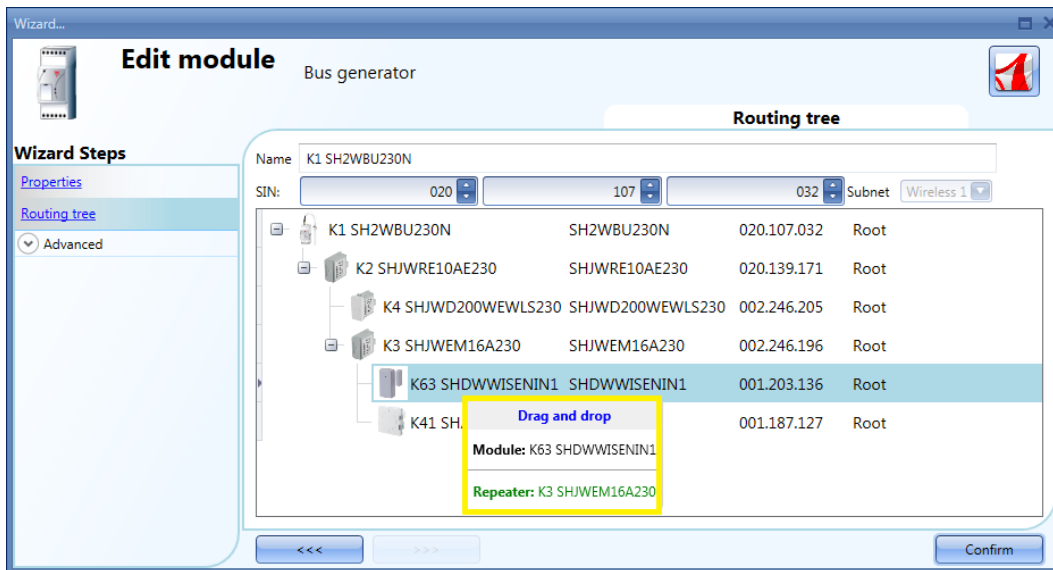 Wizard...
Edit module
Bus generator
Routing tree
Wizard Steps
Properties
Routing tree
Advanced
Name K1 SH2WBU230N
SIN: 020 107 032 Subnet Wireless 1
K1 SH2WBU230N SH2WBU230N 020.107.032 Root
K2 SHJWRE10AE230 SHJWRE10AE230 020.139.171 Root
K4 SHJWD200WEWLS230 SHJWD200WEWLS230 002.246.205 Root
K3 SHJWEM16A230 SHJWEM16A230 002.246.196 Root
K63 SHDWWISENIN1 SHDWWISENIN1 001.203.136 Root
K41 SH 001.187.127 Root
Drag and drop
Module: K63 SHDWWISENIN1
Repeater: K3 SHJWEM16A230
<<< >>> Confirm